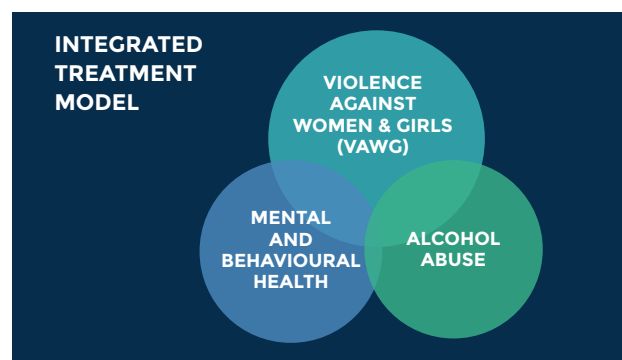 INTEGRATED
TREATMENT
MODEL
VIOLENCE
AGAINST
WOMEN & GIRLS
(VAWG)
MENTAL
AND
BEHAVIOURAL
HEALTH
ALCOHOL
ABUSE